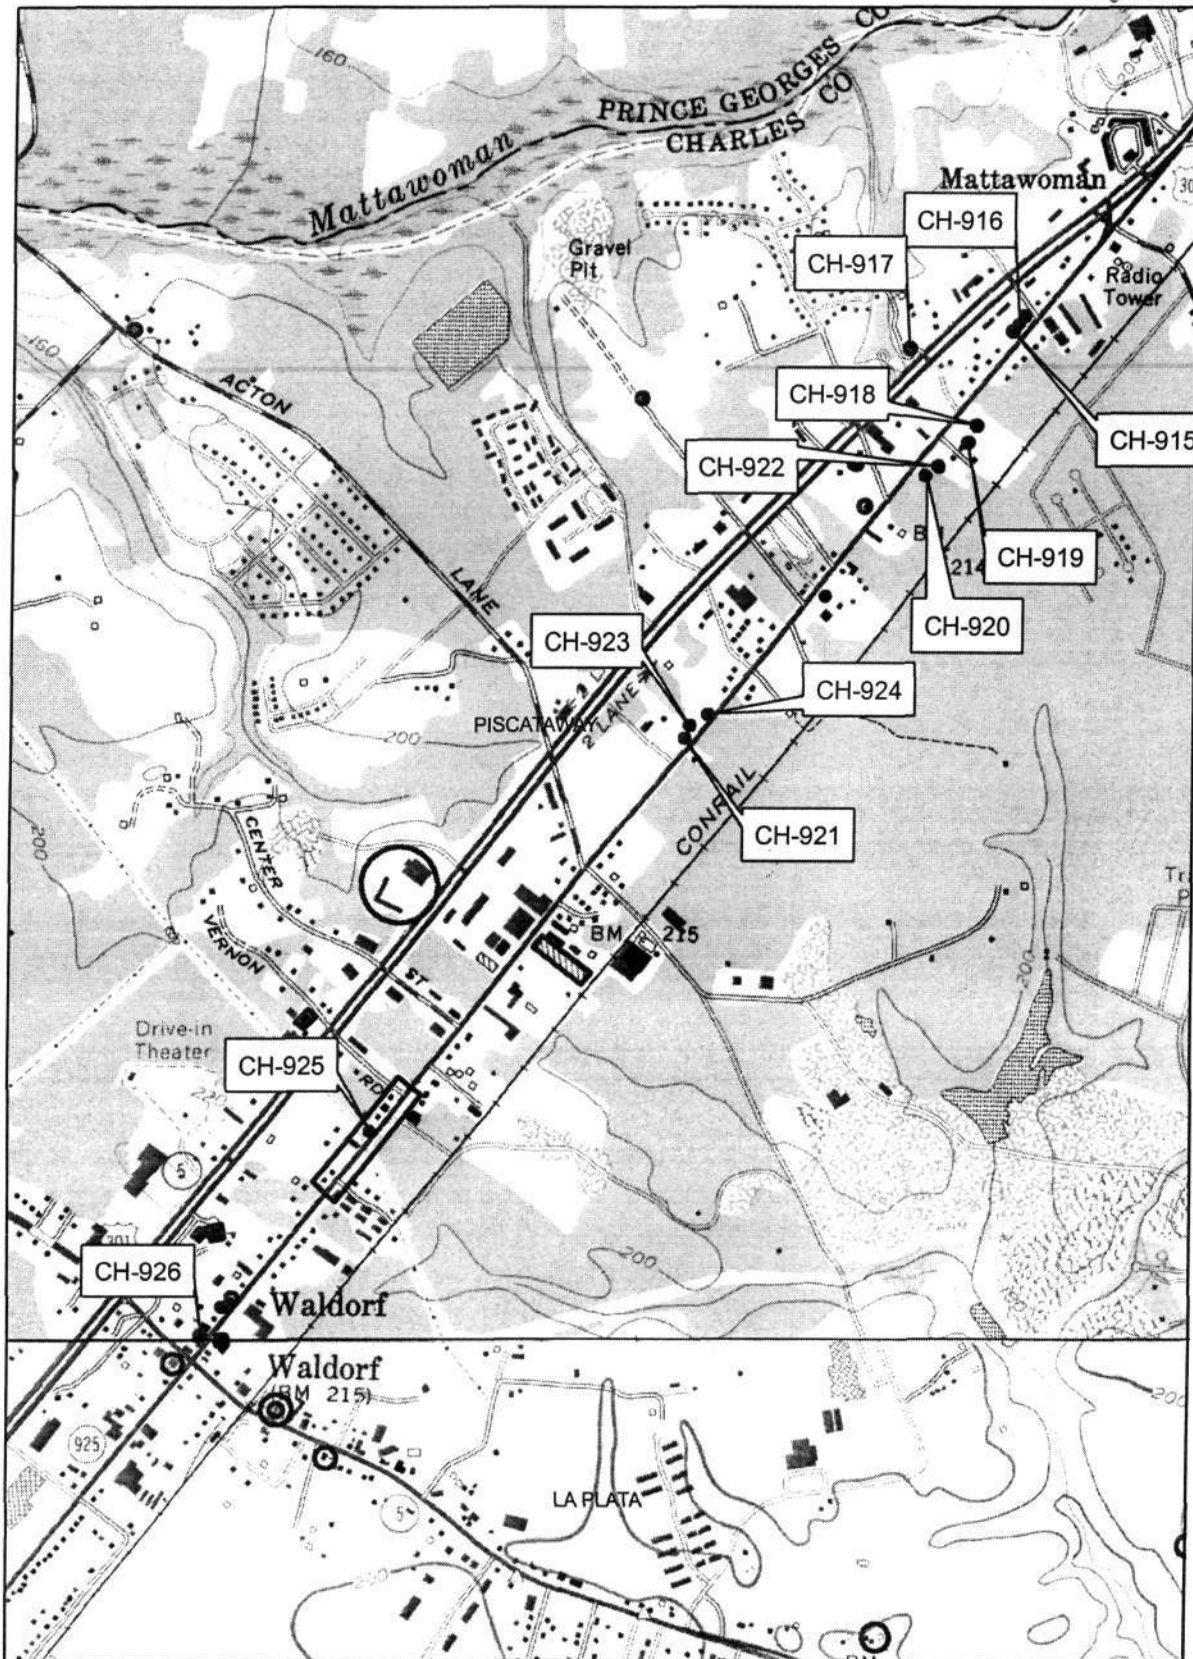 160
PRINCE GEORGES CO
CHARLES CO
Mattawoman
200
Mattawoman
30
CH-916
Gravel
Pit
CH-917
Radio
Tower
160
ACTON
CH-918
CH-915
CH-922
CH-919
214
LANE
CH-920
CH-923
CH-924
2 LANE
PISCATAWAY
200
CONRAIL
CH-921
200
CENTER
VERNON
BM 215
ST
200
Drive-in
Theater
CH-925
RD
5
301
CH-926
200
Waldorf
Waldorf
(BM 215)
200
925
LA PLATA
5
200